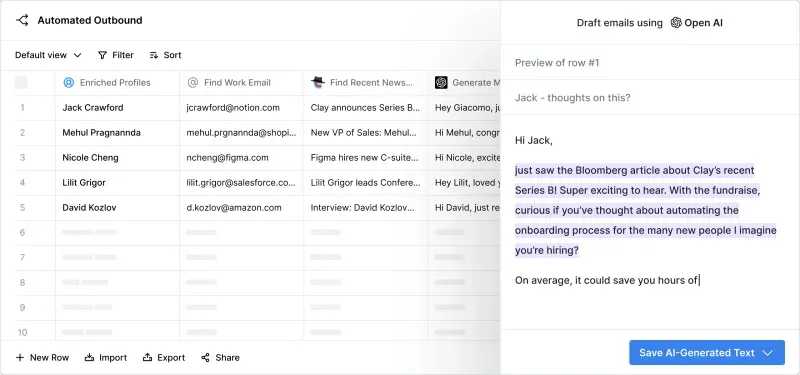 Automated Outbound
Default view
Filter
Sort
Enriched Profiles
Find Work Email
Find Recent News...
Generate M
1
Jack Crawford
jcrawford@notion.com
Clay announces Series B...
Hey Giacomo, ju
2
Mehul Pragnannda
mehul.prgnannda@shopi...
New VP of Sales: Mehul...
Hi Mehul, congr
3
Nicole Cheng
ncheng@figma.com
Figma hires new C-suite...
Hi Nicole, excite
4
Lilit Grigor
lilit.grigor@salesforce.co...
Lilit Grigor leads Confere...
Hey Lilit, loved y
5
David Kozlov
d.kozlov@amazon.com
Interview: David Kozlov...
Hi David, just re
6
7
8
9
10
New Row
Import
Export
Share
Draft emails using Open AI
Preview of row #1
Jack - thoughts on this?
Hi Jack,
just saw the Bloomberg article about Clay's recent
Series B! Super exciting to hear. With the fundraise,
curious if you've thought about automating the
onboarding process for the many new people I imagine
you're hiring?
On average, it could save you hours of
Save AI-Generated Text